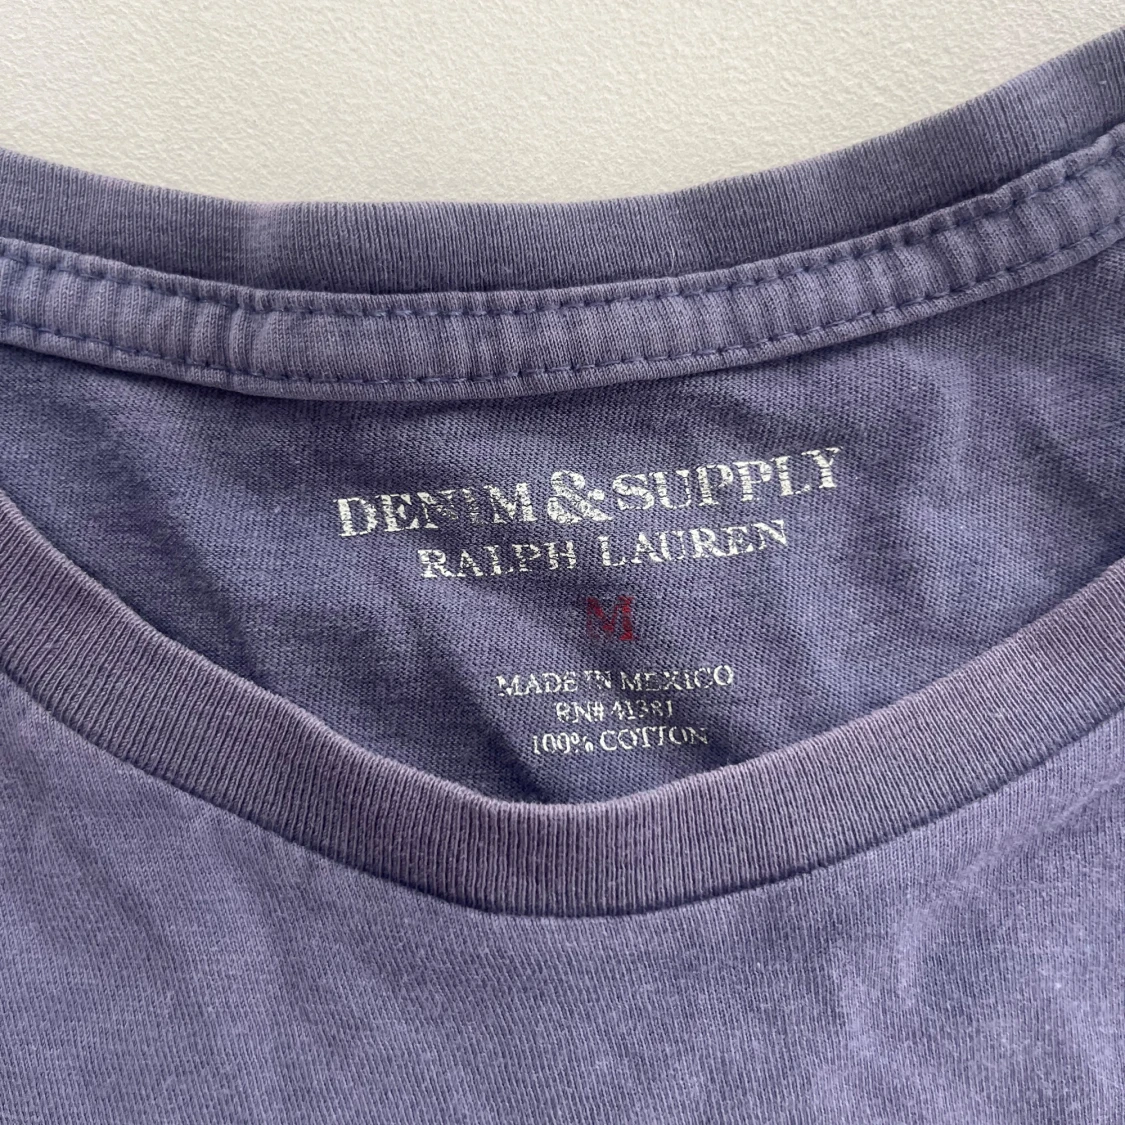 DENIM & SUPPLY
RALPH LAUREN
M
MADE IN MEXICO
RN# 41381
100% COTTON